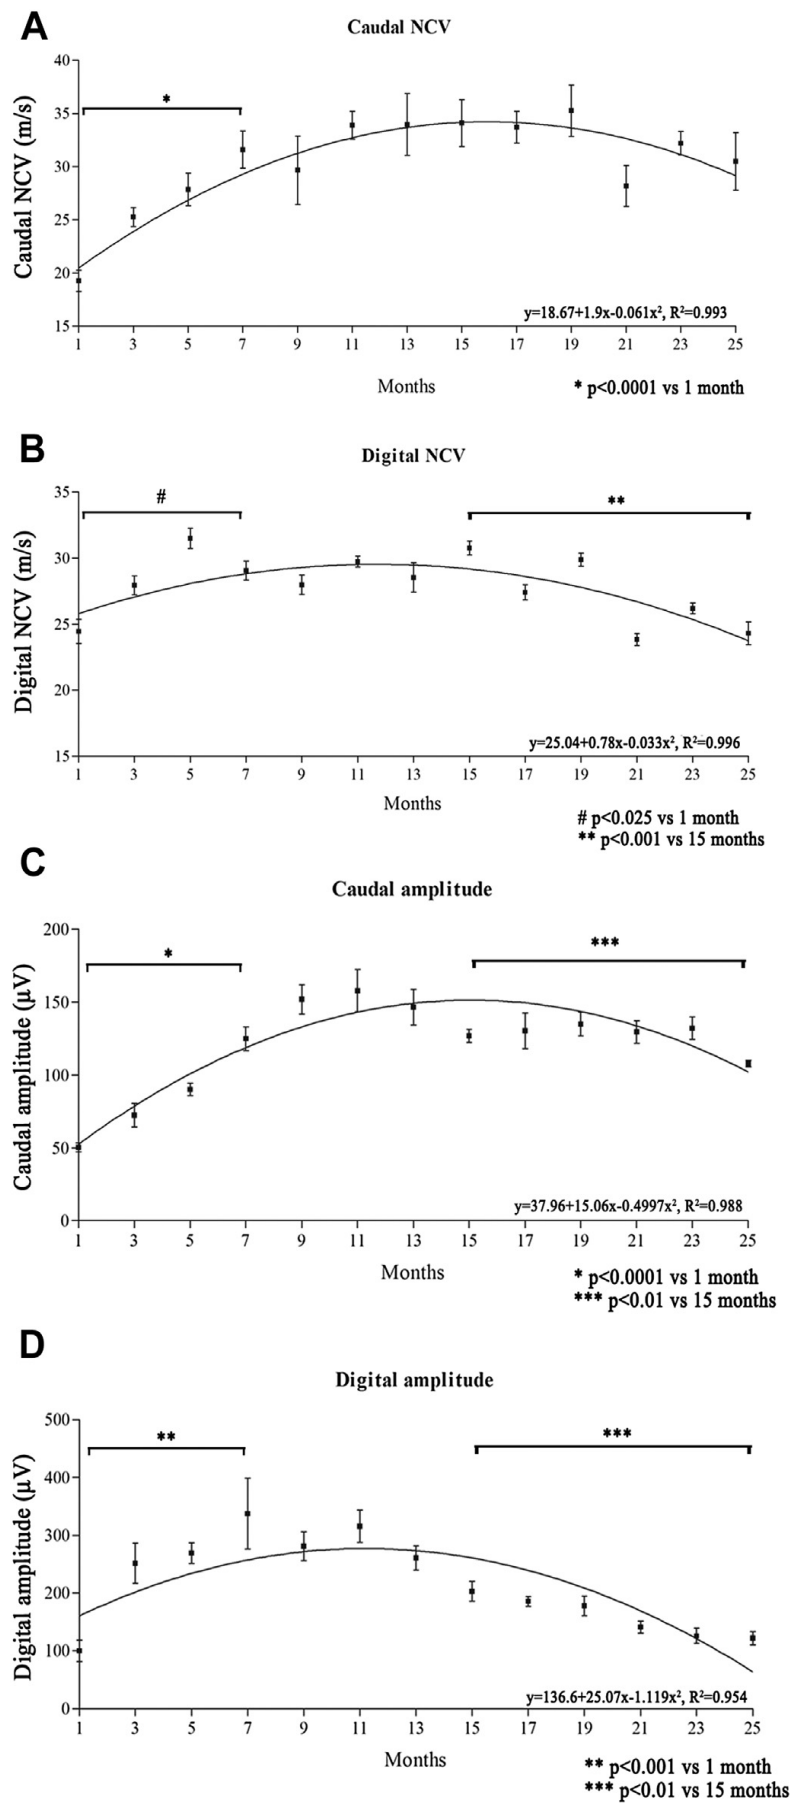 A
Caudal NCV
Caudal NCV (m/s)
40
35
30
25
20
15
*
y=18.67+1.9x-0.061x², R²=0.993
1 3 5 7 9 11 13 15 17 19 21 23 25
Months
* p<0.0001 vs 1 month
B
Digital NCV
Digital NCV (m/s)
35
30
25
20
15
# **
y=25.04+0.78x-0.033x², R²=0.996
1 3 5 7 9 11 13 15 17 19 21 23 25
Months
# p<0.025 vs 1 month
** p<0.001 vs 15 months
C
Caudal amplitude
Caudal amplitude (µV)
200
150
100
50
0
* ***
y=37.96+15.06x-0.4997x², R²=0.988
1 3 5 7 9 11 13 15 17 19 21 23 25
Months
* p<0.0001 vs 1 month
*** p<0.01 vs 15 months
D
Digital amplitude
Digital amplitude (µV)
500
400
300
200
100
0
** ***
y=136.6+25.07x-1.119x², R²=0.954
1 3 5 7 9 11 13 15 17 19 21 23 25
Months
** p<0.001 vs 1 month
*** p<0.01 vs 15 months